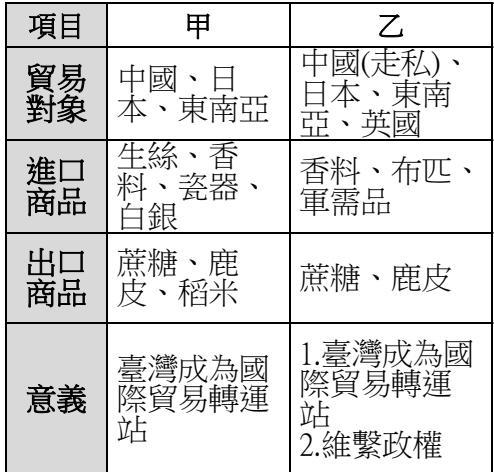 項目 甲 乙
貿易
對象
中國、日
本、東南亞
中國(走私)、
日本、東南
亞、英國
進口
商品
生絲、香
料、瓷器、
白銀
香料、布匹、
軍需品
出口
商品
蔗糖、鹿
皮、稻米
蔗糖、鹿皮
意義
臺灣成為國
際貿易轉運
站
1.臺灣成為國
際貿易轉運
站
2.維繫政權